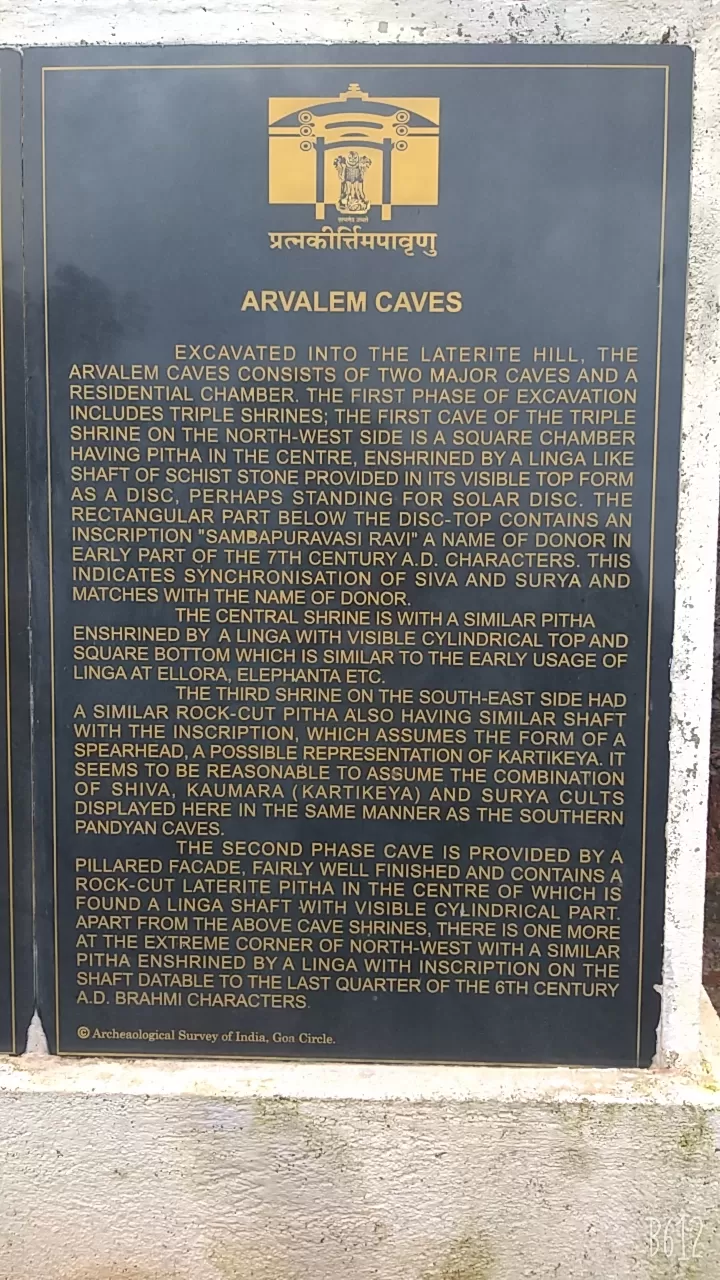 सत्यमेव जयते
प्रत्नकीर्त्तिमपावृणु
ARVALEM CAVES
EXCAVATED INTO THE LATERITE HILL, THE
ARVALEM CAVES CONSISTS OF TWO MAJOR CAVES AND A
RESIDENTIAL CHAMBER. THE FIRST PHASE OF EXCAVATION
INCLUDES TRIPLE SHRINES; THE FIRST CAVE OF THE TRIPLE
SHRINE ON THE NORTH-WEST SIDE IS A SQUARE CHAMBER
HAVING PITHA IN THE CENTRE, ENSHRINED BY A LINGA LIKE
SHAFT OF SCHIST STONE PROVIDED IN ITS VISIBLE TOP FORM
AS A DISC, PERHAPS STANDING FOR SOLAR DISC. THE
RECTANGULAR PART BELOW THE DISC-TOP CONTAINS AN
INSCRIPTION "SAMBAPURAVASI RAVI" A NAME OF DONOR IN
EARLY PART OF THE 7TH CENTURY A.D. CHARACTERS. THIS
INDICATES SYNCHRONISATION OF SIVA AND SURYA AND
MATCHES WITH THE NAME OF DONOR.
THE CENTRAL SHRINE IS WITH A SIMILAR PITHA
ENSHRINED BY A LINGA WITH VISIBLE CYLINDRICAL TOP AND
SQUARE BOTTOM WHICH IS SIMILAR TO THE EARLY USAGE OF
LINGA AT ELLORA, ELEPHANTA ETC.
THE THIRD SHRINE ON THE SOUTH-EAST SIDE HAD
A SIMILAR ROCK-CUT PITHA ALSO HAVING SIMILAR SHAFT
WITH THE INSCRIPTION, WHICH ASSUMES THE FORM OF A
SPEARHEAD, A POSSIBLE REPRESENTATION OF KARTIKEYA. IT
SEEMS TO BE REASONABLE TO ASSUME THE COMBINATION
OF SHIVA, KAUMARA (KARTIKEYA) AND SURYA CULTS
DISPLAYED HERE IN THE SAME MANNER AS THE SOUTHERN
PANDYAN CAVES.
THE SECOND PHASE CAVE IS PROVIDED BY A
PILLARED FACADE, FAIRLY WELL FINISHED AND CONTAINS A
ROCK-CUT LATERITE PITHA IN THE CENTRE OF WHICH IS
FOUND A LINGA SHAFT WITH VISIBLE CYLINDRICAL PART.
APART FROM THE ABOVE CAVE SHRINES, THERE IS ONE MORE
AT THE EXTREME CORNER OF NORTH-WEST WITH A SIMILAR
PITHA ENSHRINED BY A LINGA WITH INSCRIPTION ON THE
SHAFT DATABLE TO THE LAST QUARTER OF THE 6TH CENTURY
A.D. BRAHMI CHARACTERS.
© Archeaological Survey of India, Goa Circle.
B612